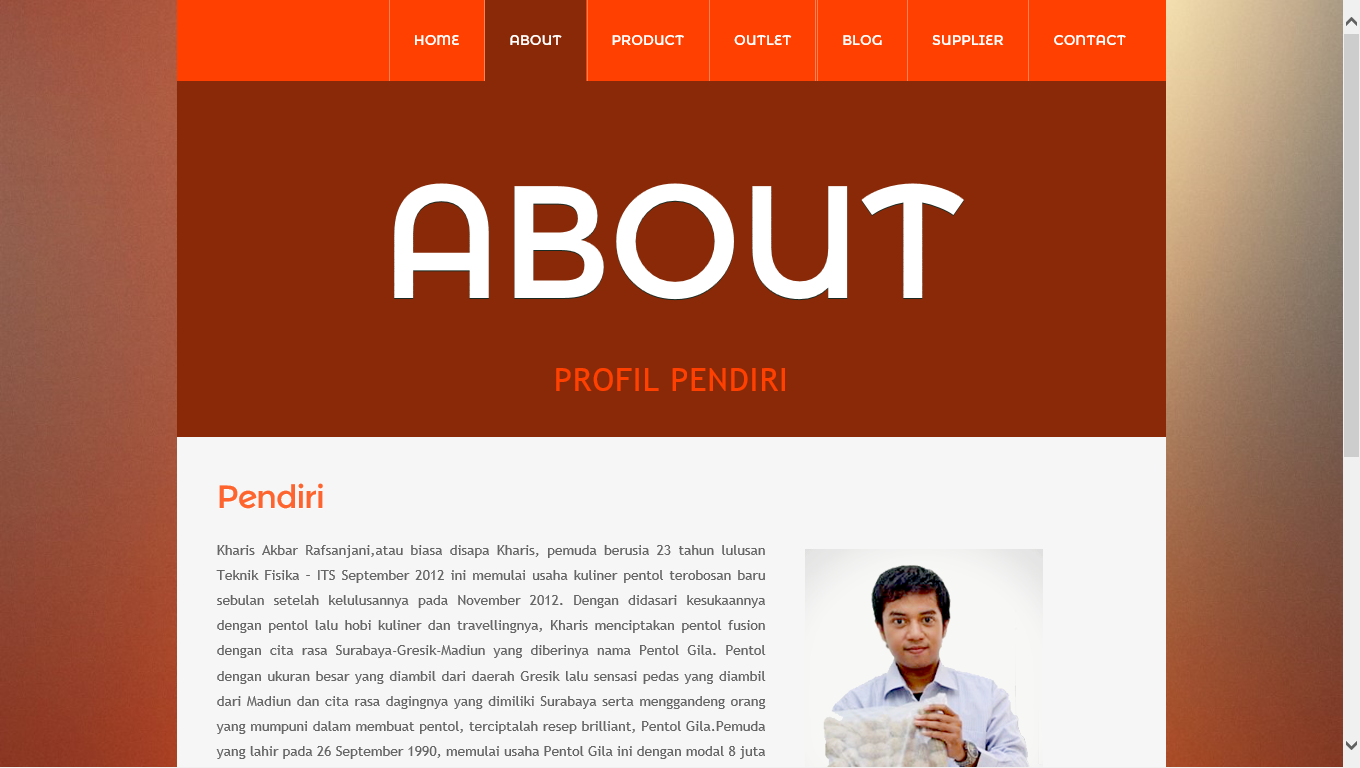 HOME ABOUT PRODUCT OUTLET BLOG SUPPLIER CONTACT
ABOUT
PROFIL PENDIRI
Pendiri
Kharis Akbar Rafsanjani,atau biasa disapa Kharis, pemuda berusia 23 tahun lulusan
Teknik Fisika – ITS September 2012 ini memulai usaha kuliner pentol terobosan baru
sebulan setelah kelulusannya pada November 2012. Dengan didasari kesukaannya
dengan pentol lalu hobi kuliner dan travellingnya, Kharis menciptakan pentol fusion
dengan cita rasa Surabaya-Gresik-Madiun yang diberinya nama Pentol Gila. Pentol
dengan ukuran besar yang diambil dari daerah Gresik lalu sensasi pedas yang diambil
dari Madiun dan cita rasa dagingnya yang dimiliki Surabaya serta menggandeng orang
yang mumpuni dalam membuat pentol, terciptalah resep brilliant, Pentol Gila.Pemuda
yang lahir pada 26 September 1990, memulai usaha Pentol Gila ini dengan modal 8 juta